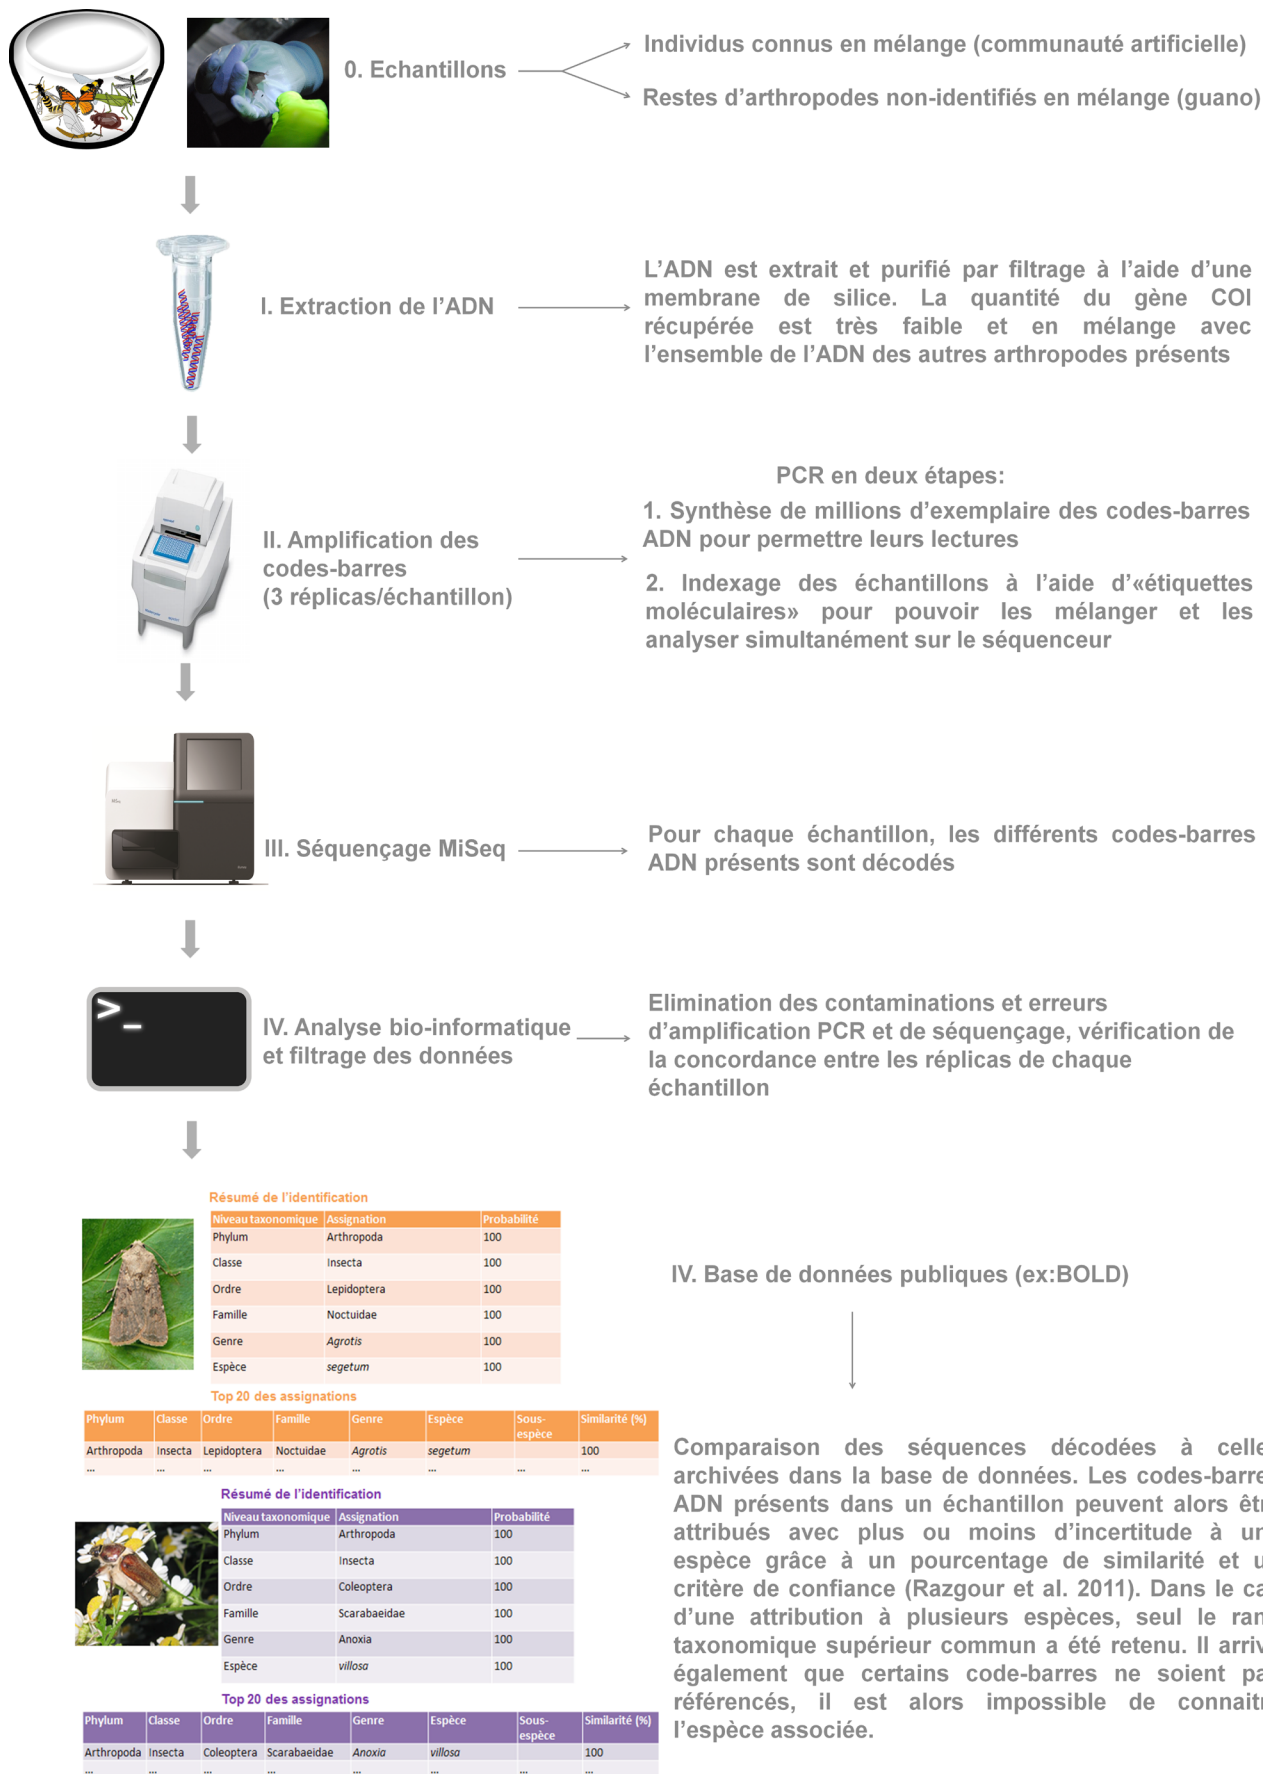 0. Echantillons
Individus connus en mélange (communauté artificielle)
Restes d’arthropodes non-identifiés en mélange (guano)
I. Extraction de l’ADN
L’ADN est extrait et purifié par filtrage à l’aide d’une
membrane de silice. La quantité du gène COI
récupérée est très faible et en mélange avec
l’ensemble de l’ADN des autres arthropodes présents
II. Amplification des
codes-barres
(3 réplicas/échantillon)
PCR en deux étapes:
1. Synthèse de millions d’exemplaire des codes-barres
ADN pour permettre leurs lectures
2. Indexage des échantillons à l’aide d’«étiquettes
moléculaires» pour pouvoir les mélanger et les
analyser simultanément sur le séquenceur
III. Séquençage MiSeq
Pour chaque échantillon, les différents codes-barres
ADN présents sont décodés
>_
IV. Analyse bio-informatique
et filtrage des données
Elimination des contaminations et erreurs
d’amplification PCR et de séquençage, vérification de
la concordance entre les réplicas de chaque
échantillon
Résumé de l’identification
Niveau taxonomique Assignation Probabilité
Phylum Arthropoda 100
Classe Insecta 100
Ordre Lepidoptera 100
Famille Noctuidae 100
Genre Agrotis 100
Espèce segetum 100
Top 20 des assignations
Phylum Classe Ordre Famille Genre Espèce Sous-espèce Similarité (%)
Arthropoda Insecta Lepidoptera Noctuidae Agrotis segetum 100
... ... ... ... ... ... ... ...
Résumé de l’identification
Niveau taxonomique Assignation Probabilité
Phylum Arthropoda 100
Classe Insecta 100
Ordre Coleoptera 100
Famille Scarabaeidae 100
Genre Anoxia 100
Espèce villosa 100
Top 20 des assignations
Phylum Classe Ordre Famille Genre Espèce Sous-espèce Similarité (%)
Arthropoda Insecta Coleoptera Scarabaeidae Anoxia villosa 100
... ... ... ... ... ... ... ...
IV. Base de données publiques (ex:BOLD)
Comparaison des séquences décodées à celle
archivées dans la base de données. Les codes-barre
ADN présents dans un échantillon peuvent alors êtr
attribués avec plus ou moins d’incertitude à un
espèce grâce à un pourcentage de similarité et u
critère de confiance (Razgour et al. 2011). Dans le ca
d’une attribution à plusieurs espèces, seul le ran
taxonomique supérieur commun a été retenu. Il arriv
également que certains code-barres ne soient pa
référencés, il est alors impossible de connaitr
l’espèce associée.